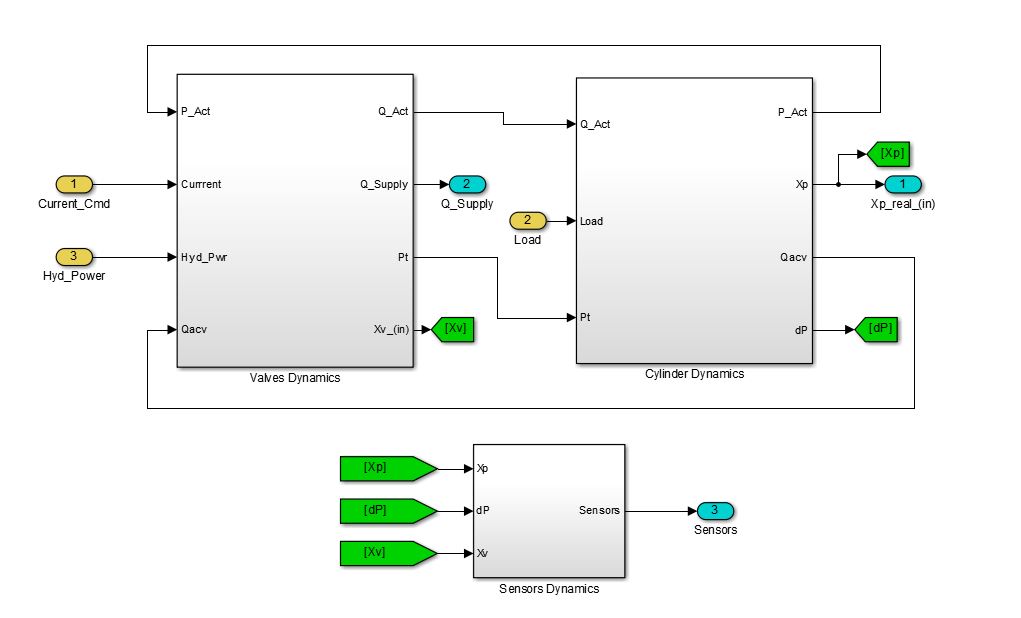 P_Act
Q_Act
Q_Act
P_Act
[Xp]
1
Current_Cmd
Currrent
Q_Supply
2
Q_Supply
Xp
1
Xp_real_(in)
2
Load
Load
3
Hyd_Power
Hyd_Pwr
Pt
Qacv
Pt
Qacv
Xv_(in)
[Xv]
dP
[dP]
Valves Dynamics
Cylinder Dynamics
[Xp]
Xp
[dP]
dP
Sensors
3
Sensors
[Xv]
Xv
Sensors Dynamics